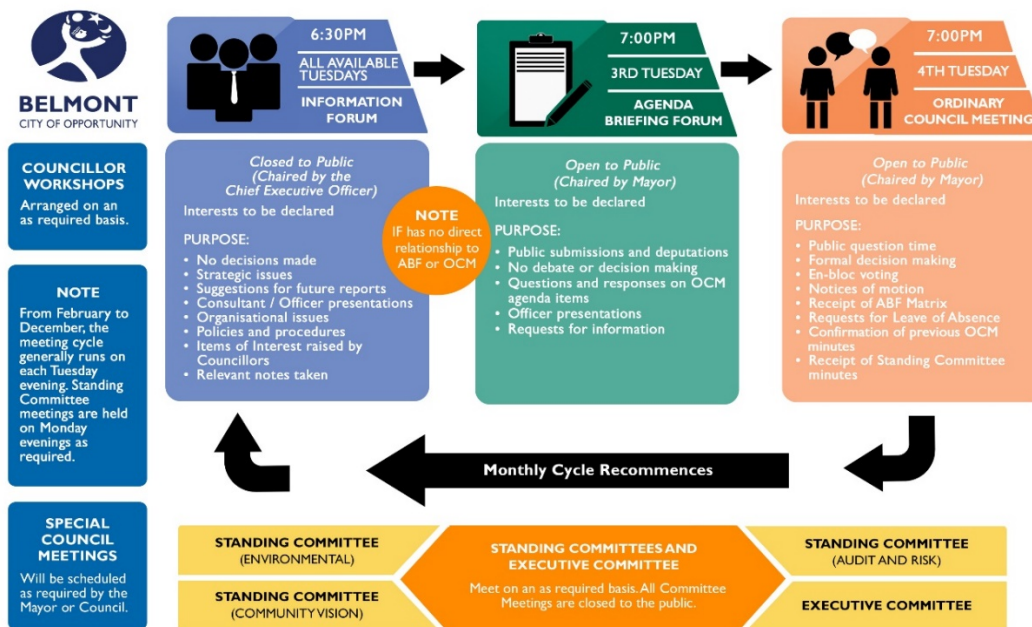 BELMONT
CITY OF OPPORTUNITY
COUNCILLOR
WORKSHOPS
Arranged on an
as required basis.
NOTE
From February to
December, the
meeting cycle
generally runs on
each Tuesday
evening. Standing
Committee
meetings are held
on Monday
evenings as
required.
SPECIAL
COUNCIL
MEETINGS
Will be scheduled
as required by the
Mayor or Council.
6:30PM
ALL AVAILABLE
TUESDAYS
INFORMATION
FORUM
Closed to Public
(Chaired by the
Chief Executive Officer)
Interests to be declared
PURPOSE:
• No decisions made
• Strategic issues
• Suggestions for future reports
• Consultant / Officer presentations
• Organisational issues
• Policies and procedures
• Items of Interest raised by
Councillors
• Relevant notes taken
NOTE
IF has no direct
relationship to
ABF or OCM
7:00PM
3RD TUESDAY
AGENDA
BRIEFING FORUM
Open to Public
(Chaired by Mayor)
Interests to be declared
PURPOSE:
• Public submissions and deputations
• No debate or decision making
• Questions and responses on OCM
agenda items
• Officer presentations
• Requests for information
7:00PM
4TH TUESDAY
ORDINARY
COUNCIL MEETING
Open to Public
(Chaired by Mayor)
Interests to be declared
PURPOSE:
• Public question time
• Formal decision making
• En-bloc voting
• Notices of motion
• Receipt of ABF Matrix
• Requests for Leave of Absence
• Confirmation of previous OCM
minutes
• Receipt of Standing Committee
minutes
Monthly Cycle Recommences
STANDING COMMITTEE
(ENVIRONMENTAL)
STANDING COMMITTEE
(COMMUNITY VISION)
STANDING COMMITTEES AND
EXECUTIVE COMMITTEE
Meet on an as required basis. All Committee
Meetings are closed to the public.
STANDING COMMITTEE
(AUDIT AND RISK)
EXECUTIVE COMMITTEE